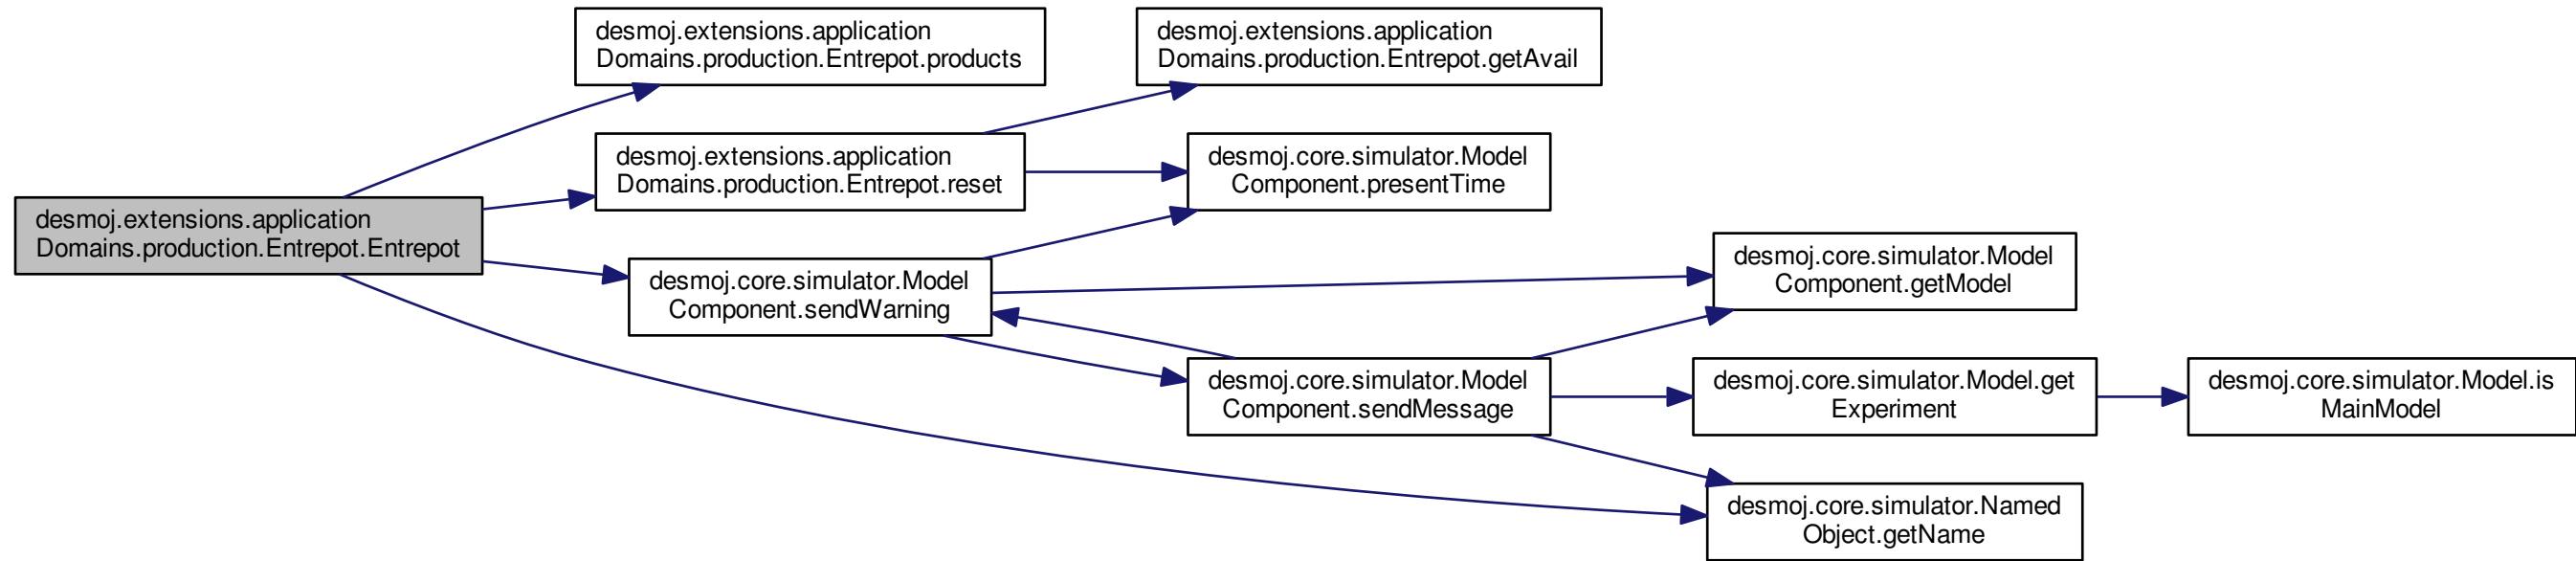 desmoj.extensions.application
Domains.production.Entrepot.Entrepot
desmoj.extensions.application
Domains.production.Entrepot.products
desmoj.extensions.application
Domains.production.Entrepot.reset
desmoj.core.simulator.Model
Component.sendWarning
desmoj.extensions.application
Domains.production.Entrepot.getAvail
desmoj.core.simulator.Model
Component.presentTime
desmoj.core.simulator.Model
Component.sendMessage
desmoj.core.simulator.Model
Component.getModel
desmoj.core.simulator.Model.get
Experiment
desmoj.core.simulator.Named
Object.getName
desmoj.core.simulator.Model.is
MainModel